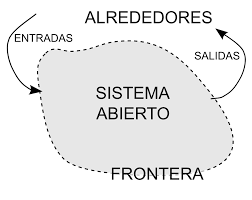 ALREDEDORES
ENTRADAS
SALIDAS
SISTEMA
ABIERTO
FRONTERA